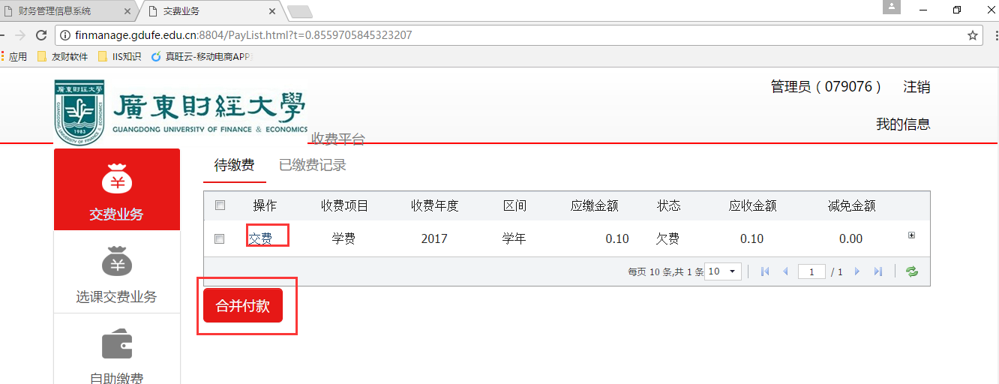 财务管理信息系统
交费业务
finmanage.gdufe.edu.cn:8804/PayList.html?t=0.8559705845323207
应用 友财软件 IIS知识 真旺云-移动电商APP
管理员（079076） 注销
我的信息
廣東財經大學
GUANGDONG UNIVERSITY OF FINANCE & ECONOMICS
1983
收费平台
待缴费 已缴费记录
操作 收费项目 收费年度 区间 应缴金额 状态 应收金额 减免金额
交费 学费 2017 学年 0.10 欠费 0.10 0.00
每页 10 条,共 1 条 10 1 / 1
合并付款
交费业务
选课交费业务
自助缴费